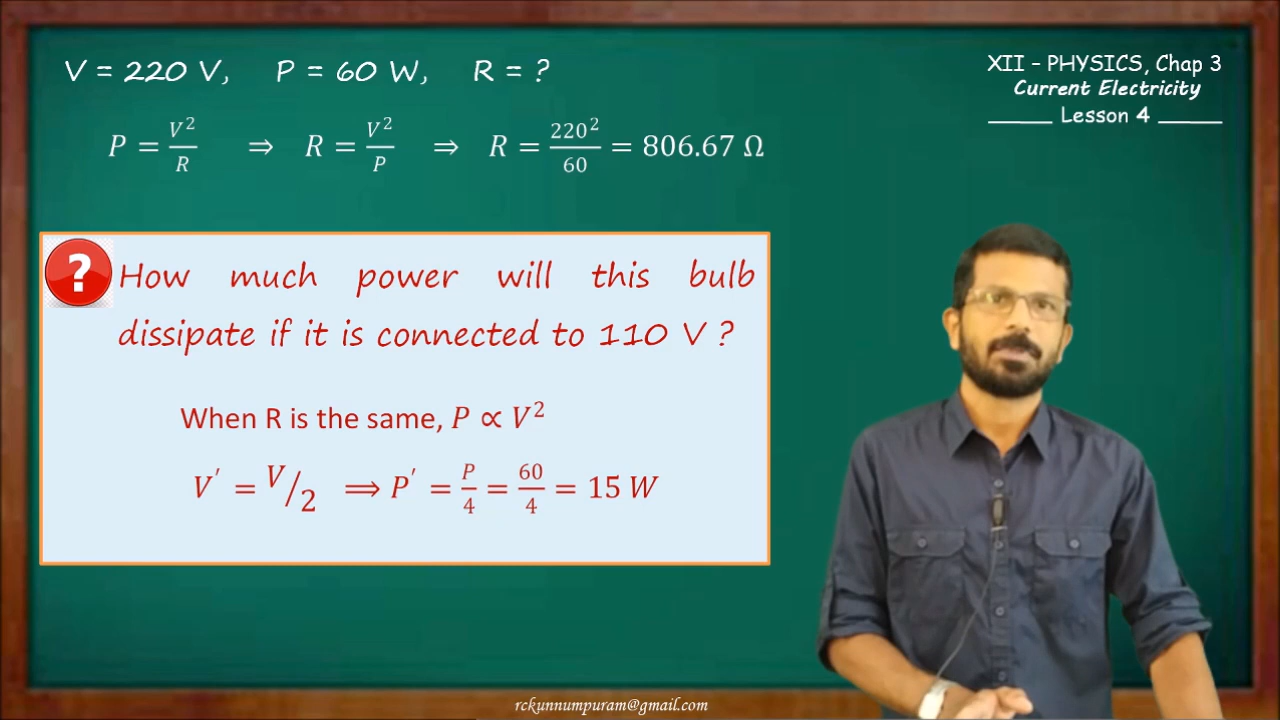 V = 220 V, P = 60 W, R = ?
P = V²/R ⇒ R = V²/P ⇒ R = 220²/60 = 806.67 Ω
XII – PHYSICS, Chap 3
Current Electricity
_____ Lesson 4 _____
? How much power will this bulb
dissipate if it is connected to 110 V ?
When R is the same, P ∝ V²
V′ = V/2 ⟹ P′ = P/4 = 60/4 = 15 W
rckunnumpuram@gmail.com